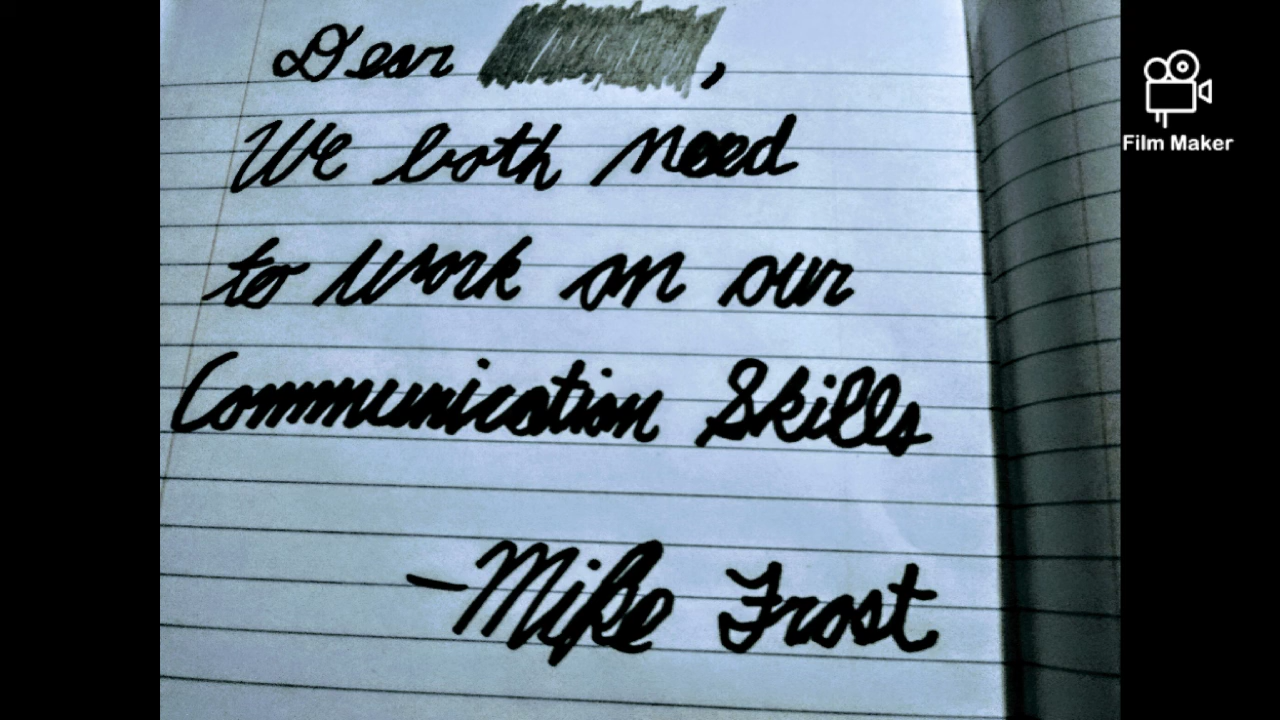 Dear ,
We both need
to work on our
Communication Skills
-Mike Frost
Film Maker